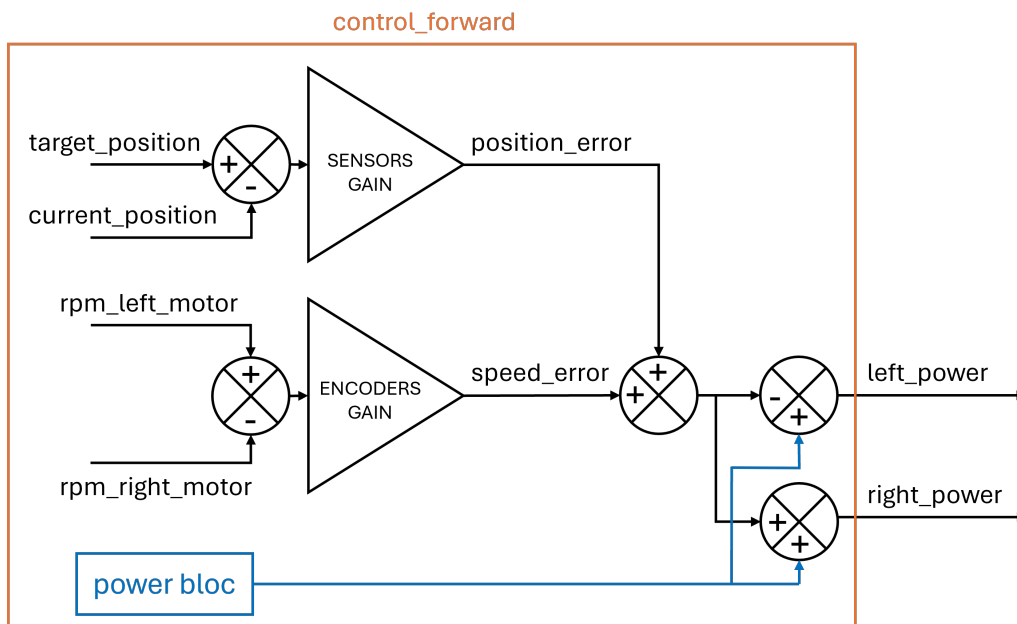 control_forward
target_position
+
-
current_position
SENSORS
GAIN
position_error
rpm_left_motor
+
-
rpm_right_motor
ENCODERS
GAIN
speed_error
+
+
-
+
left_power
+
+
right_power
power bloc